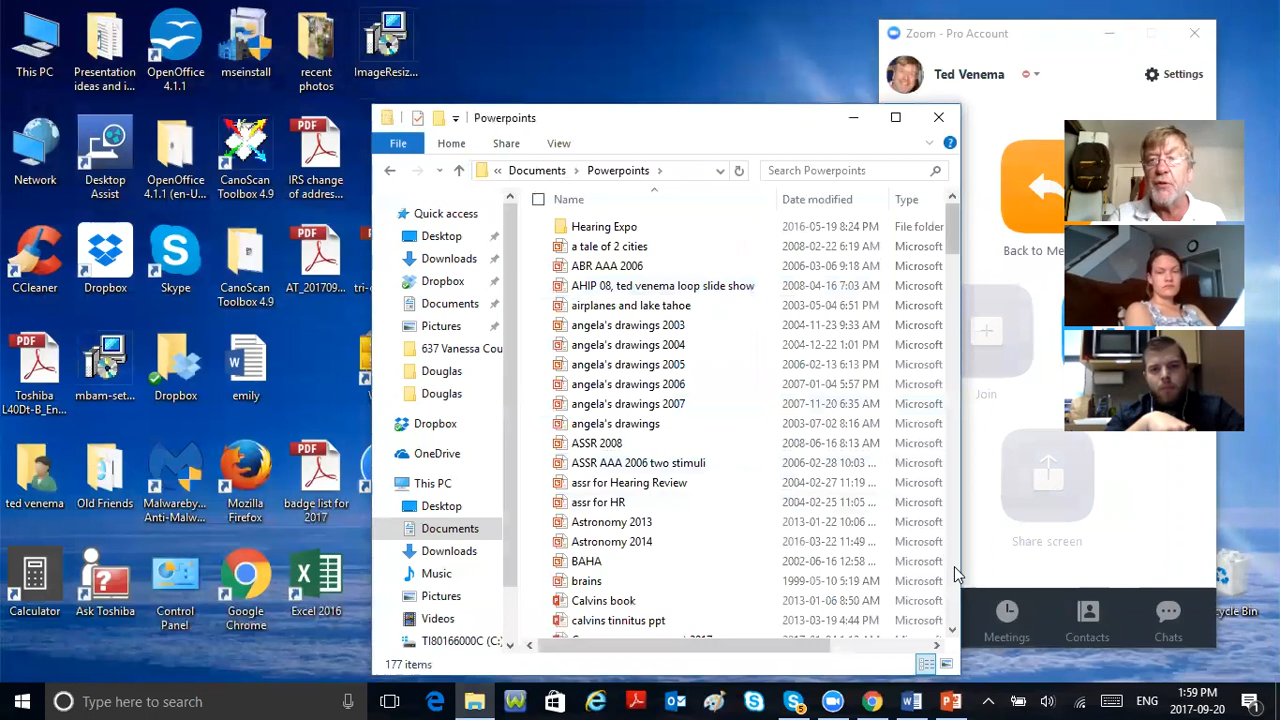 This PC
Presentation
ideas and i...
OpenOffice
4.1.1
mseinstall
recent
photos
ImageResiz...
Network
Desktop
Assist
OpenOffice
4.1.1 (en-U...
CanoScan
Toolbox 4.9
IRS change
of addres...
CCleaner
Dropbox
Skype
CanoScan
Toolbox 4.9
AT_201709...
tri-
Toshiba
L40Dt-B_En...
mbam-set...
Dropbox
emily
ted venema
Old Friends
Malwareby...
Anti-Malw...
Mozilla
Firefox
badge list for
2017
Calculator
Ask Toshiba
Control
Panel
Google
Chrome
Excel 2016
Powerpoints
File
Home
Share
View
Documents
Powerpoints
Search Powerpoints
Name
Date modified
Type
Quick access
Desktop
Downloads
Dropbox
Documents
Pictures
637 Vanessa Cou
Douglas
Douglas
Dropbox
OneDrive
This PC
Desktop
Documents
Downloads
Music
Pictures
Videos
TI80166000C (C:
Hearing Expo 2016-05-19 8:24 PM File folder
a tale of 2 cities 2008-02-22 6:19 AM Microsoft
ABR AAA 2006 2006-03-06 9:18 AM Microsoft
AHIP 08, ted venema loop slide show 2008-04-16 7:03 AM Microsoft
airplanes and lake tahoe 2003-05-04 6:51 PM Microsoft
angela's drawings 2003 2004-11-23 9:33 AM Microsoft
angela's drawings 2004 2004-12-22 1:01 PM Microsoft
angela's drawings 2005 2006-02-13 6:13 PM Microsoft
angela's drawings 2006 2007-01-04 5:57 PM Microsoft
angela's drawings 2007 2007-11-20 6:35 AM Microsoft
angela's drawings 2003-07-02 8:16 AM Microsoft
ASSR 2008 2008-06-16 8:13 AM Microsoft
ASSR AAA 2006 two stimuli 2006-02-28 10:03 ... Microsoft
assr for Hearing Review 2004-02-27 11:19 ... Microsoft
assr for HR 2004-02-25 11:05 ... Microsoft
Astronomy 2013 2013-01-22 10:06 ... Microsoft
Astronomy 2014 2016-03-22 11:49 ... Microsoft
BAHA 2002-06-16 12:58 ... Microsoft
brains 1999-05-10 5:19 AM Microsoft
Calvins book 2013-01-06 8:50 AM Microsoft
calvins tinnitus ppt 2013-03-19 4:44 PM Microsoft
177 items
Zoom - Pro Account
Ted Venema
Settings
Back to Me
Join
Share screen
Meetings
Contacts
Chats
cycle Bin
Type here to search
ENG
1:59 PM
2017-09-20